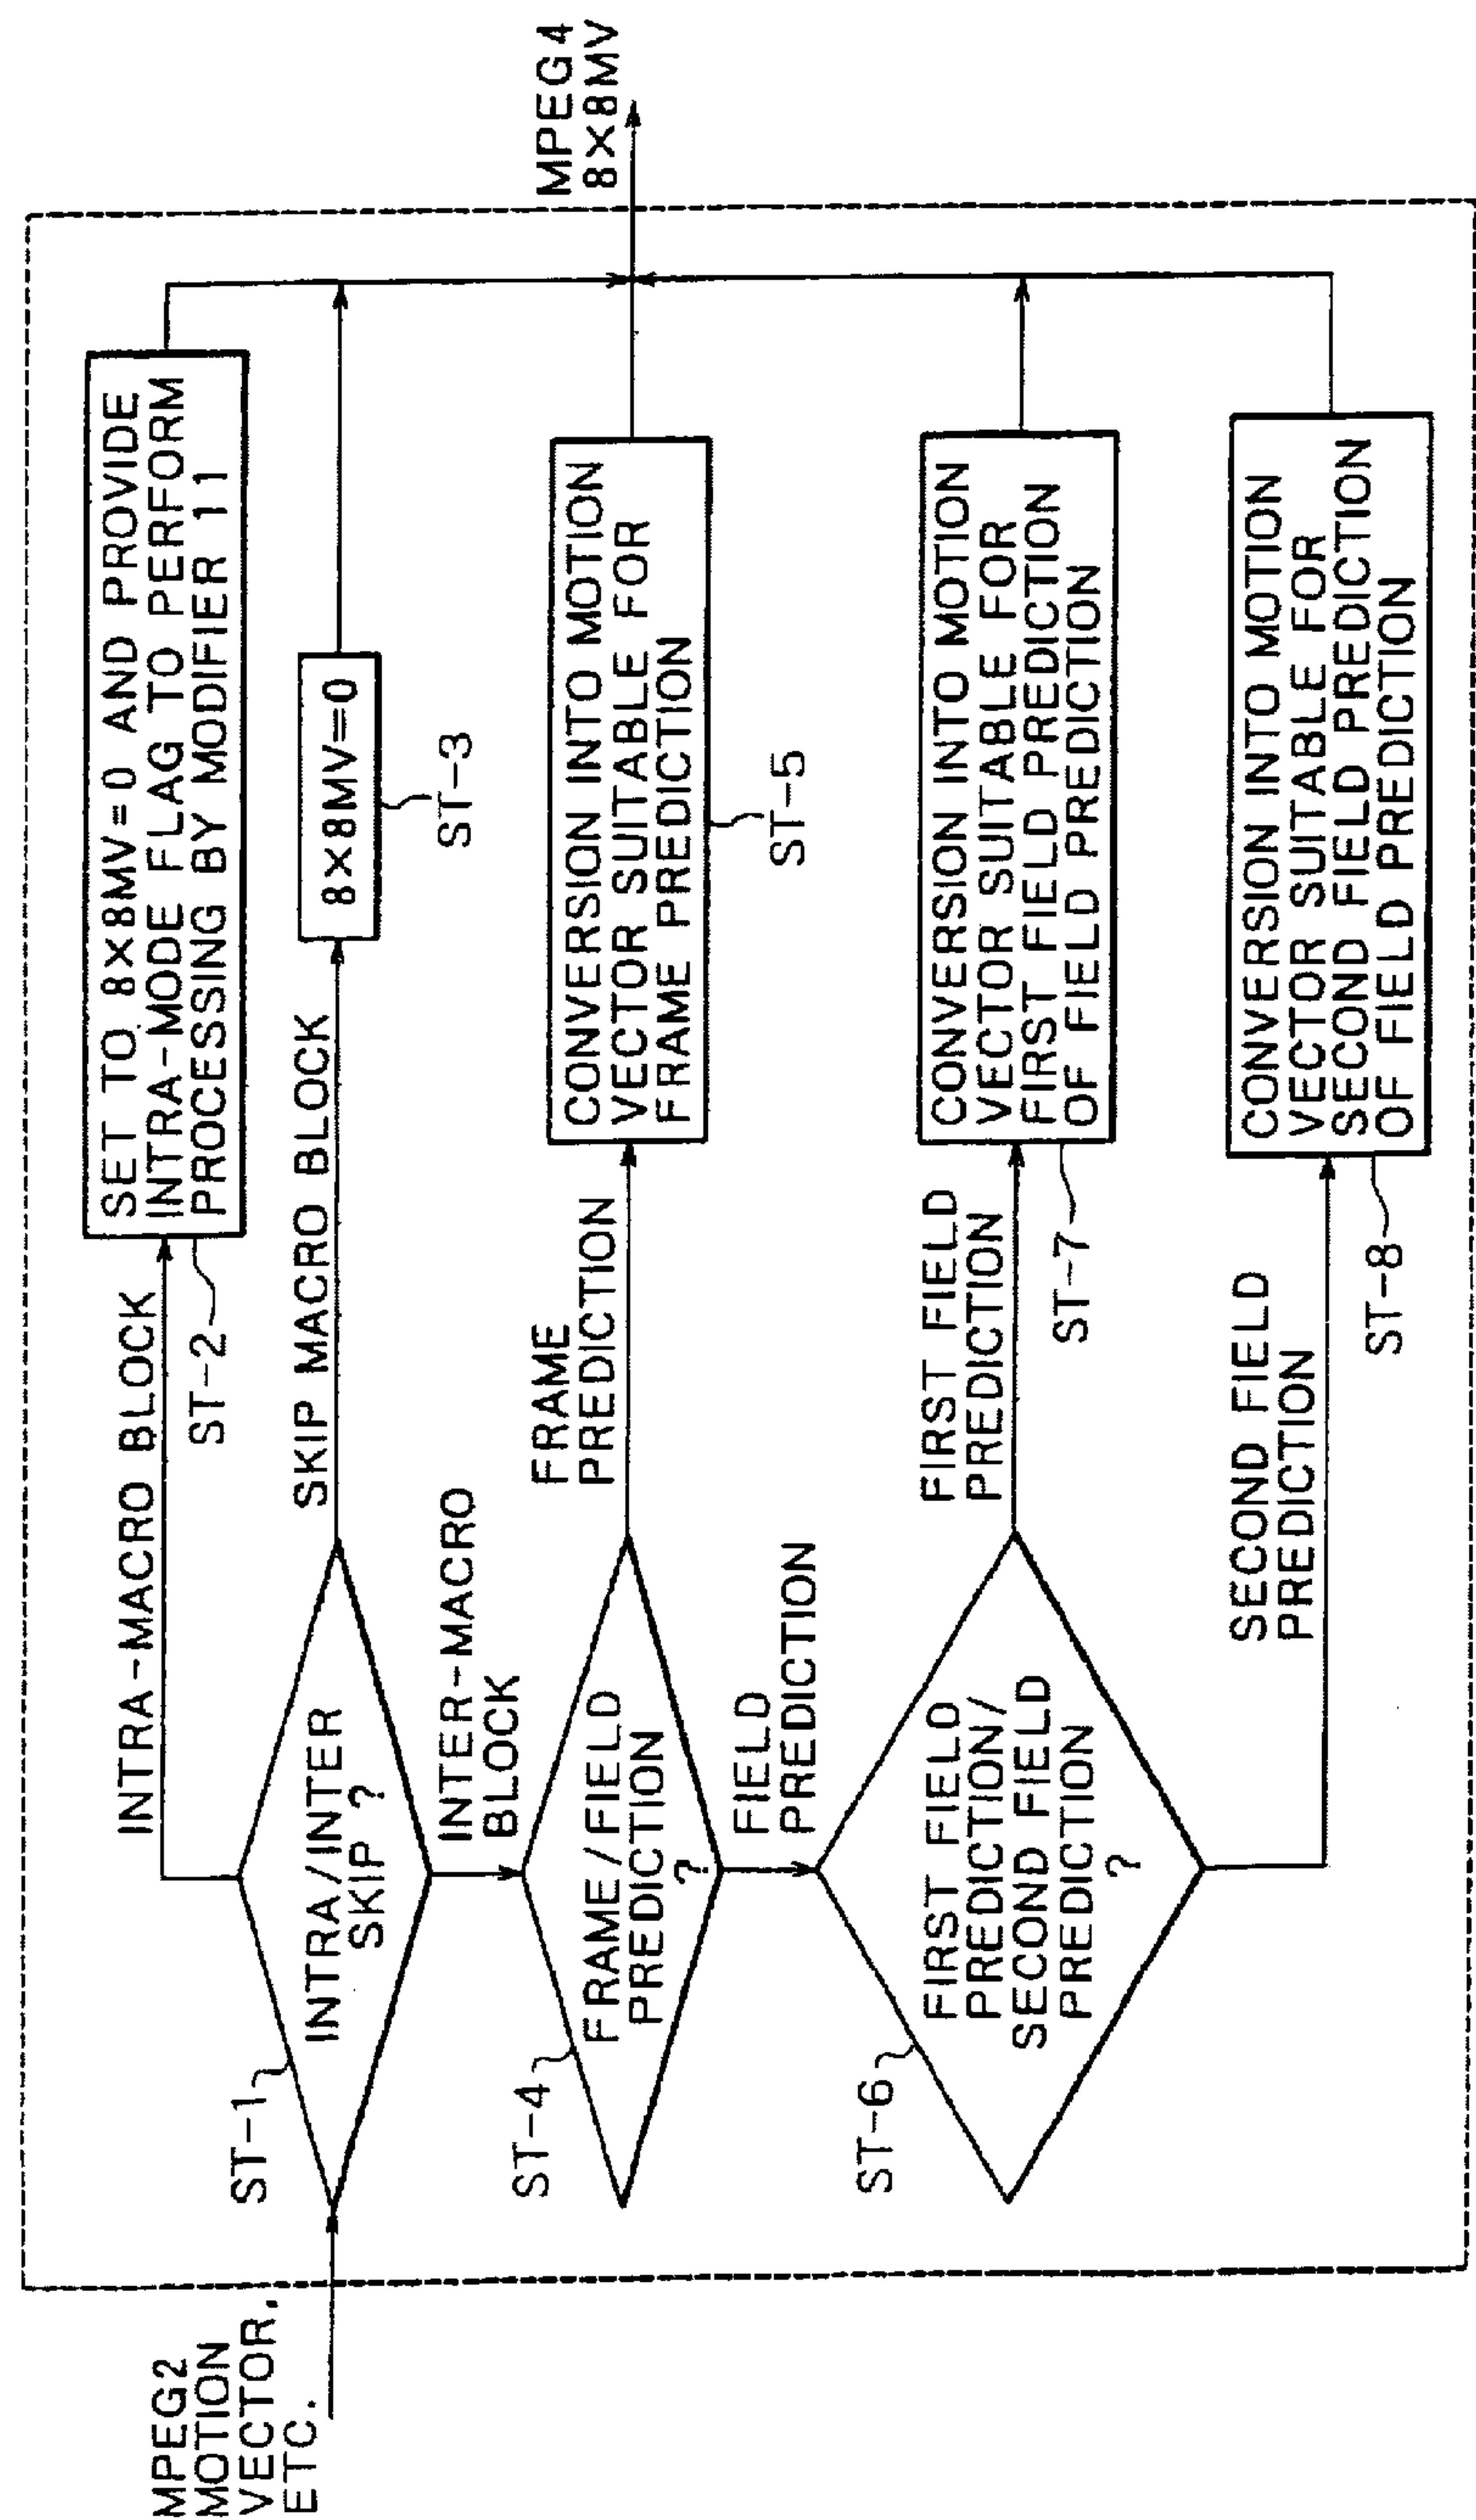 MPEG2
MOTION
VECTOR,
ETC.
ST-1
INTRA/INTER
SKIP ?
INTRA-MACRO BLOCK
ST-2
SET TO 8×8MV=0 AND PROVIDE
INTRA-MODE FLAG TO PERFORM
PROCESSING BY MODIFIER 11
SKIP MACRO BLOCK
8×8MV=0
ST-3
INTER-MACRO
BLOCK
ST-4
FRAME/FIELD
PREDICTION
?
FRAME
PREDICTION
CONVERSION INTO MOTION
VECTOR SUITABLE FOR
FRAME PREDICTION
ST-5
MPEG4
8×8MV
FIELD
PREDICTION
ST-6
FIRST FIELD
PREDICTION/
SECOND FIELD
PREDICTION
?
FIRST FIELD
PREDICTION
ST-7
CONVERSION INTO MOTION
VECTOR SUITABLE FOR
FIRST FIELD PREDICTION
OF FIELD PREDICTION
SECOND FIELD
PREDICTION
ST-8
CONVERSION INTO MOTION
VECTOR SUITABLE FOR
SECOND FIELD PREDICTION
OF FIELD PREDICTION